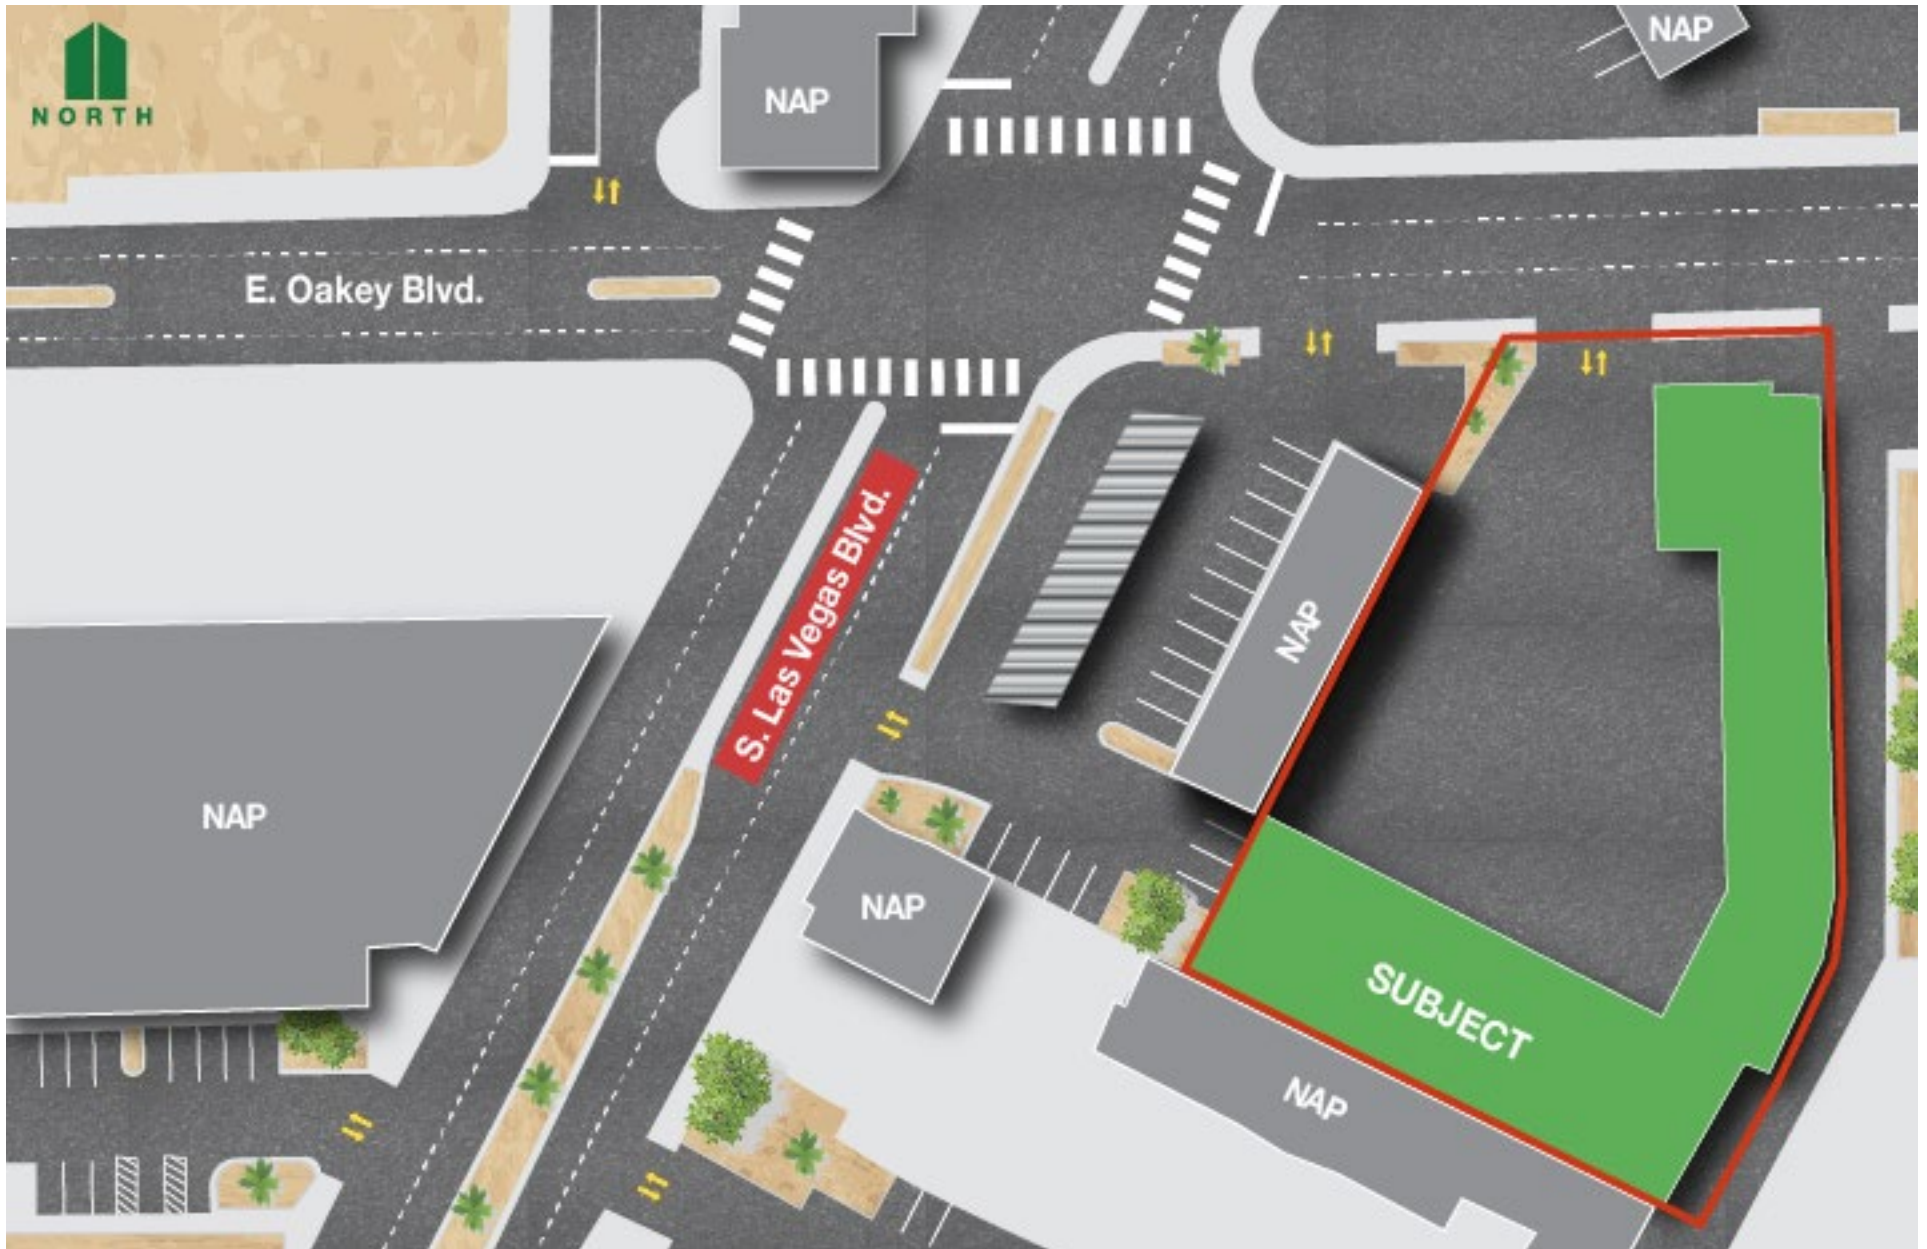 NORTH
NAP
NAP
E. Oakey Blvd.
S. Las Vegas Blvd.
NAP
NAP
NAP
SUBJECT
NAP